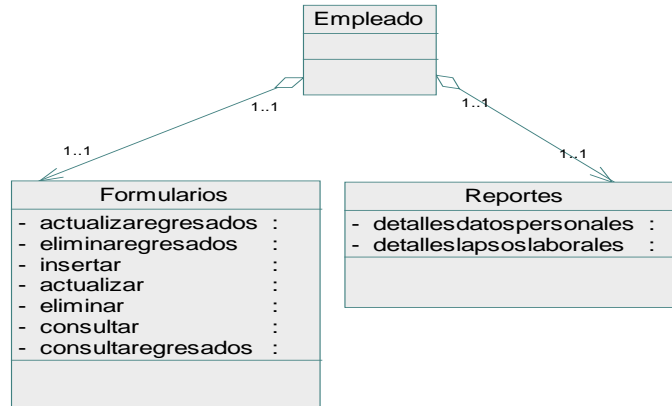 Empleado
1..1
1..1
1..1
1..1
Formularios
- actualizaregresados :
- eliminaregresados :
- insertar :
- actualizar :
- eliminar :
- consultar :
- consultaregresados :
Reportes
- detallesdatospersonales :
- detalleslapsoslaborales :